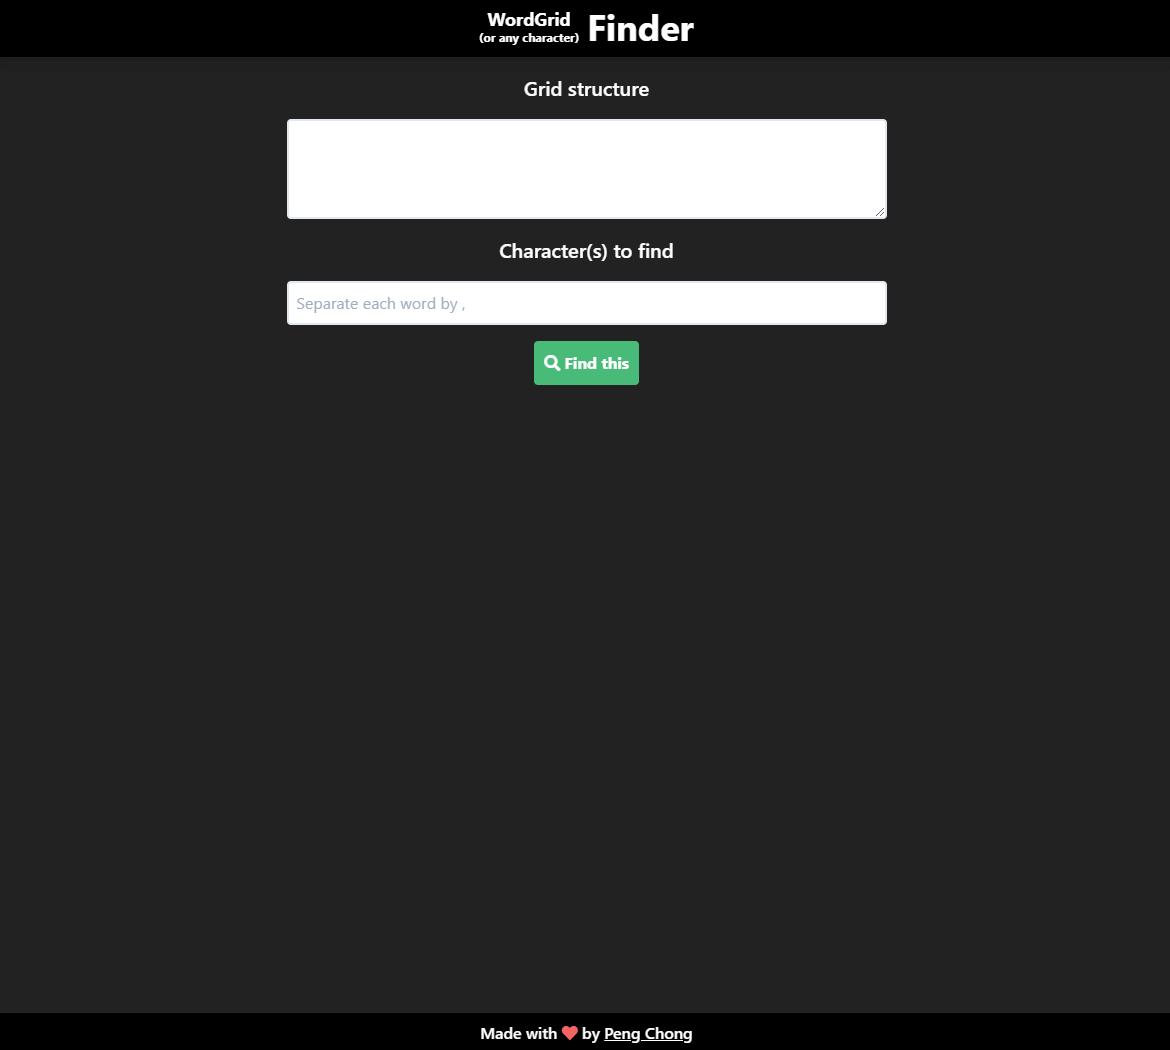 WordGrid
(or any character)
Finder
Grid structure
Character(s) to find
Separate each word by ,
Find this
Made with ❤ by Peng Chong